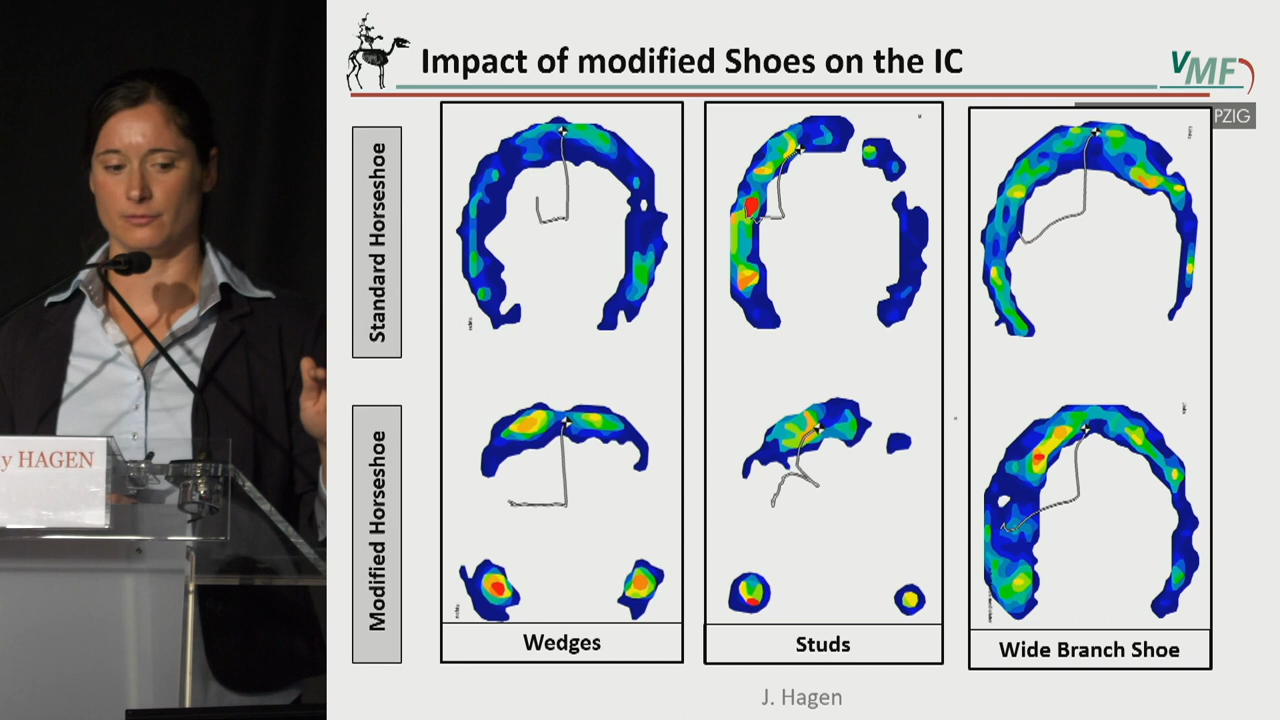 Impact of modified Shoes on the IC
VMF
PZIG
Standard Horseshoe
Modified Horseshoe
Wedges
Studs
Wide Branch Shoe
J. Hagen
y HAGEN